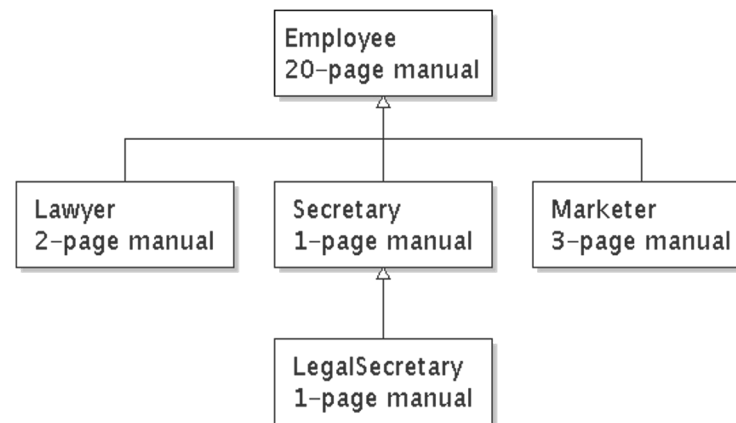 Employee
20-page manual
Lawyer
2-page manual
Secretary
1-page manual
Marketer
3-page manual
LegalSecretary
1-page manual